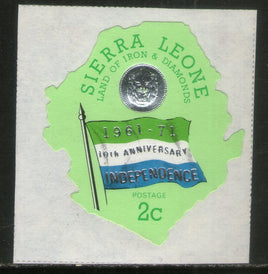 SIERRA LEONE
LAND OF IRON & DIAMONDS
1961-71
10th ANNIVERSARY
INDEPENDENCE
POSTAGE
2c